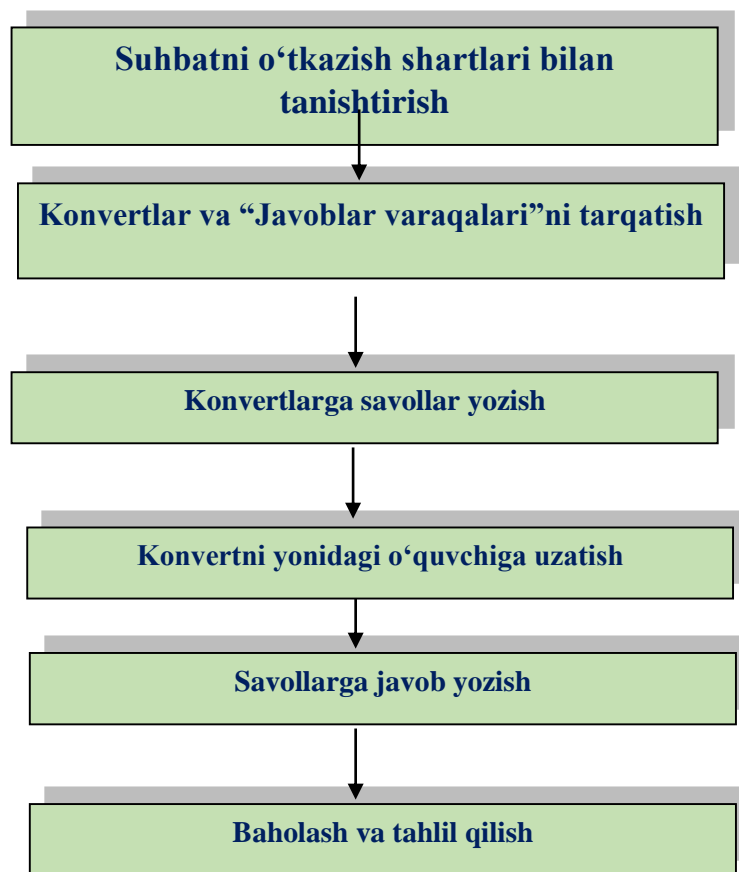 Suhbatni o‘tkazish shartlari bilan
tanishtirish
Konvertlar va “Javoblar varaqalari”ni tarqatish
Konvertlarga savollar yozish
Konvertni yonidagi o‘quvchiga uzatish
Savollarga javob yozish
Baholash va tahlil qilish